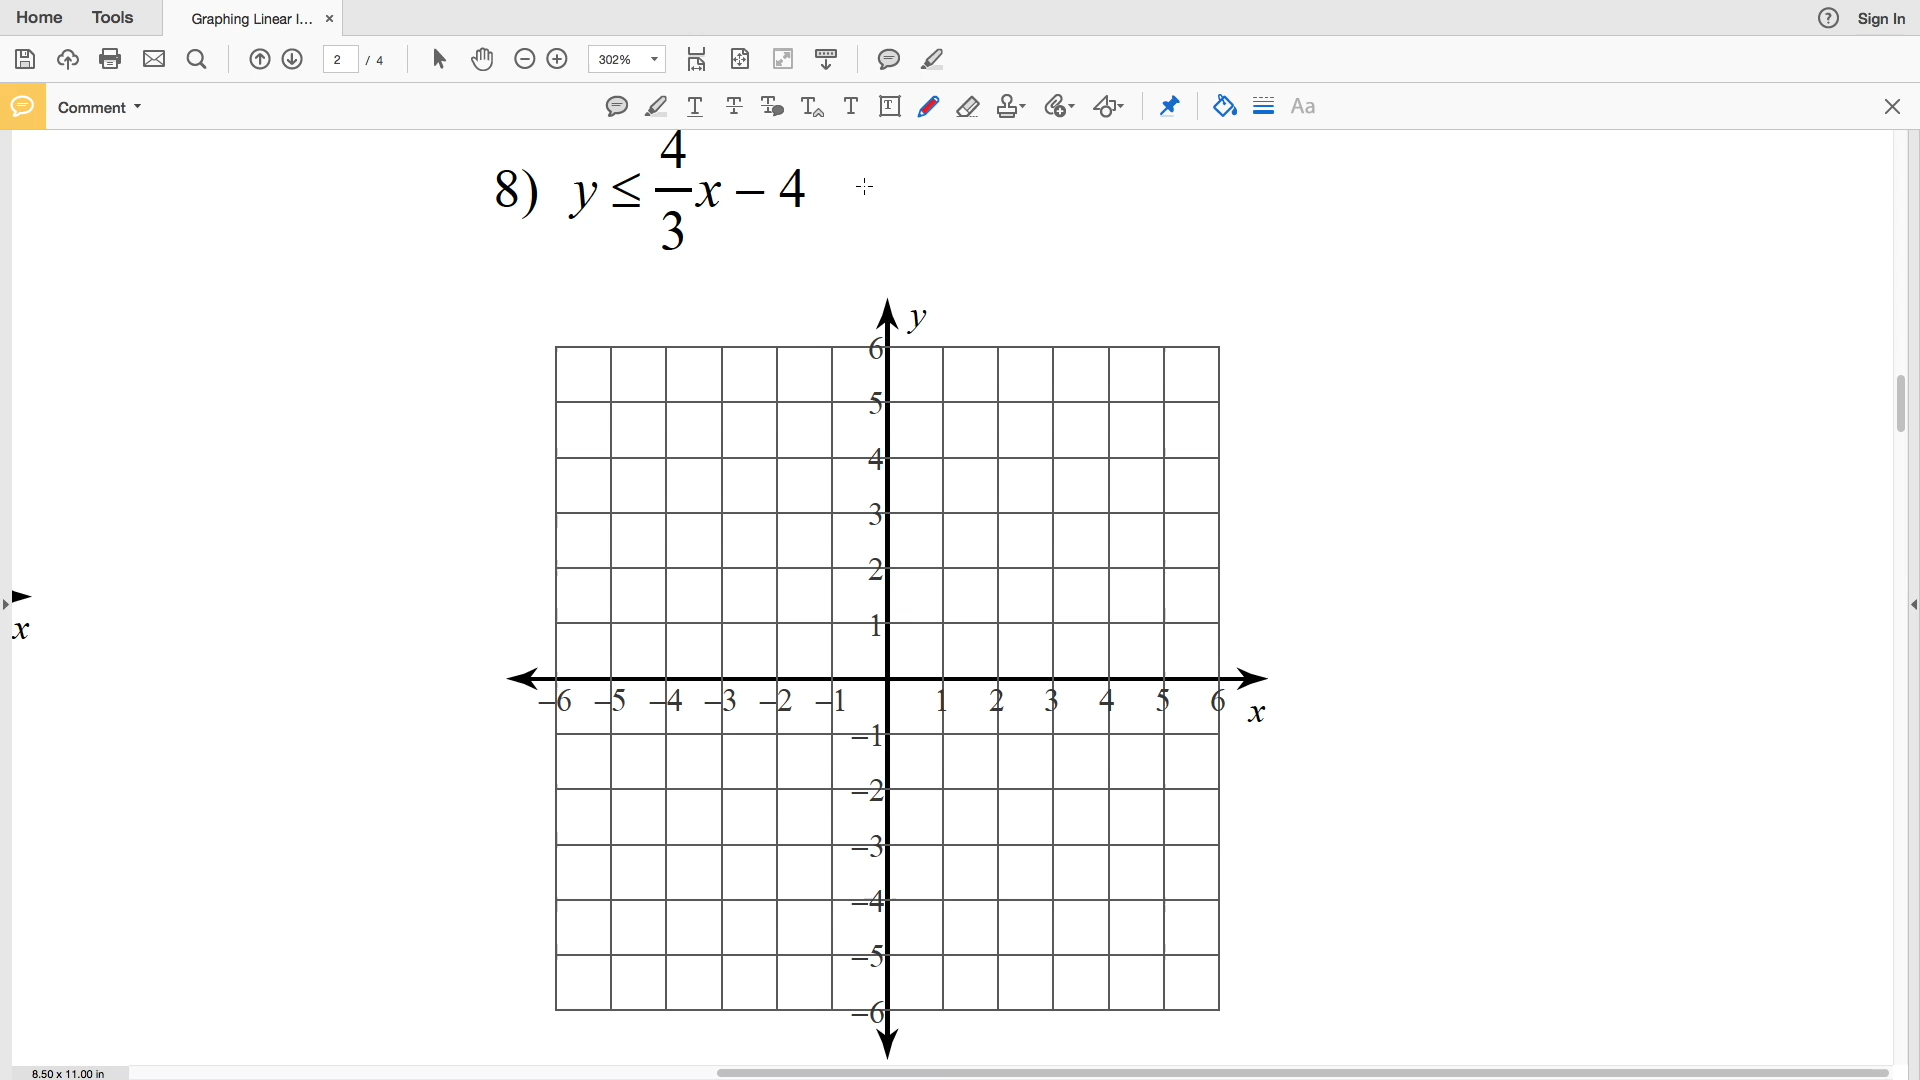 Home Tools Graphing Linear I... × ? Sign In
2 / 4 302%
Comment Aa
8) y ≤ 4/3 x − 4
y
6
5
4
3
2
1
−6 −5 −4 −3 −2 −1 1 2 3 4 5 6
x
x
−1
−2
−3
−4
−5
−6
8.50 x 11.00 in